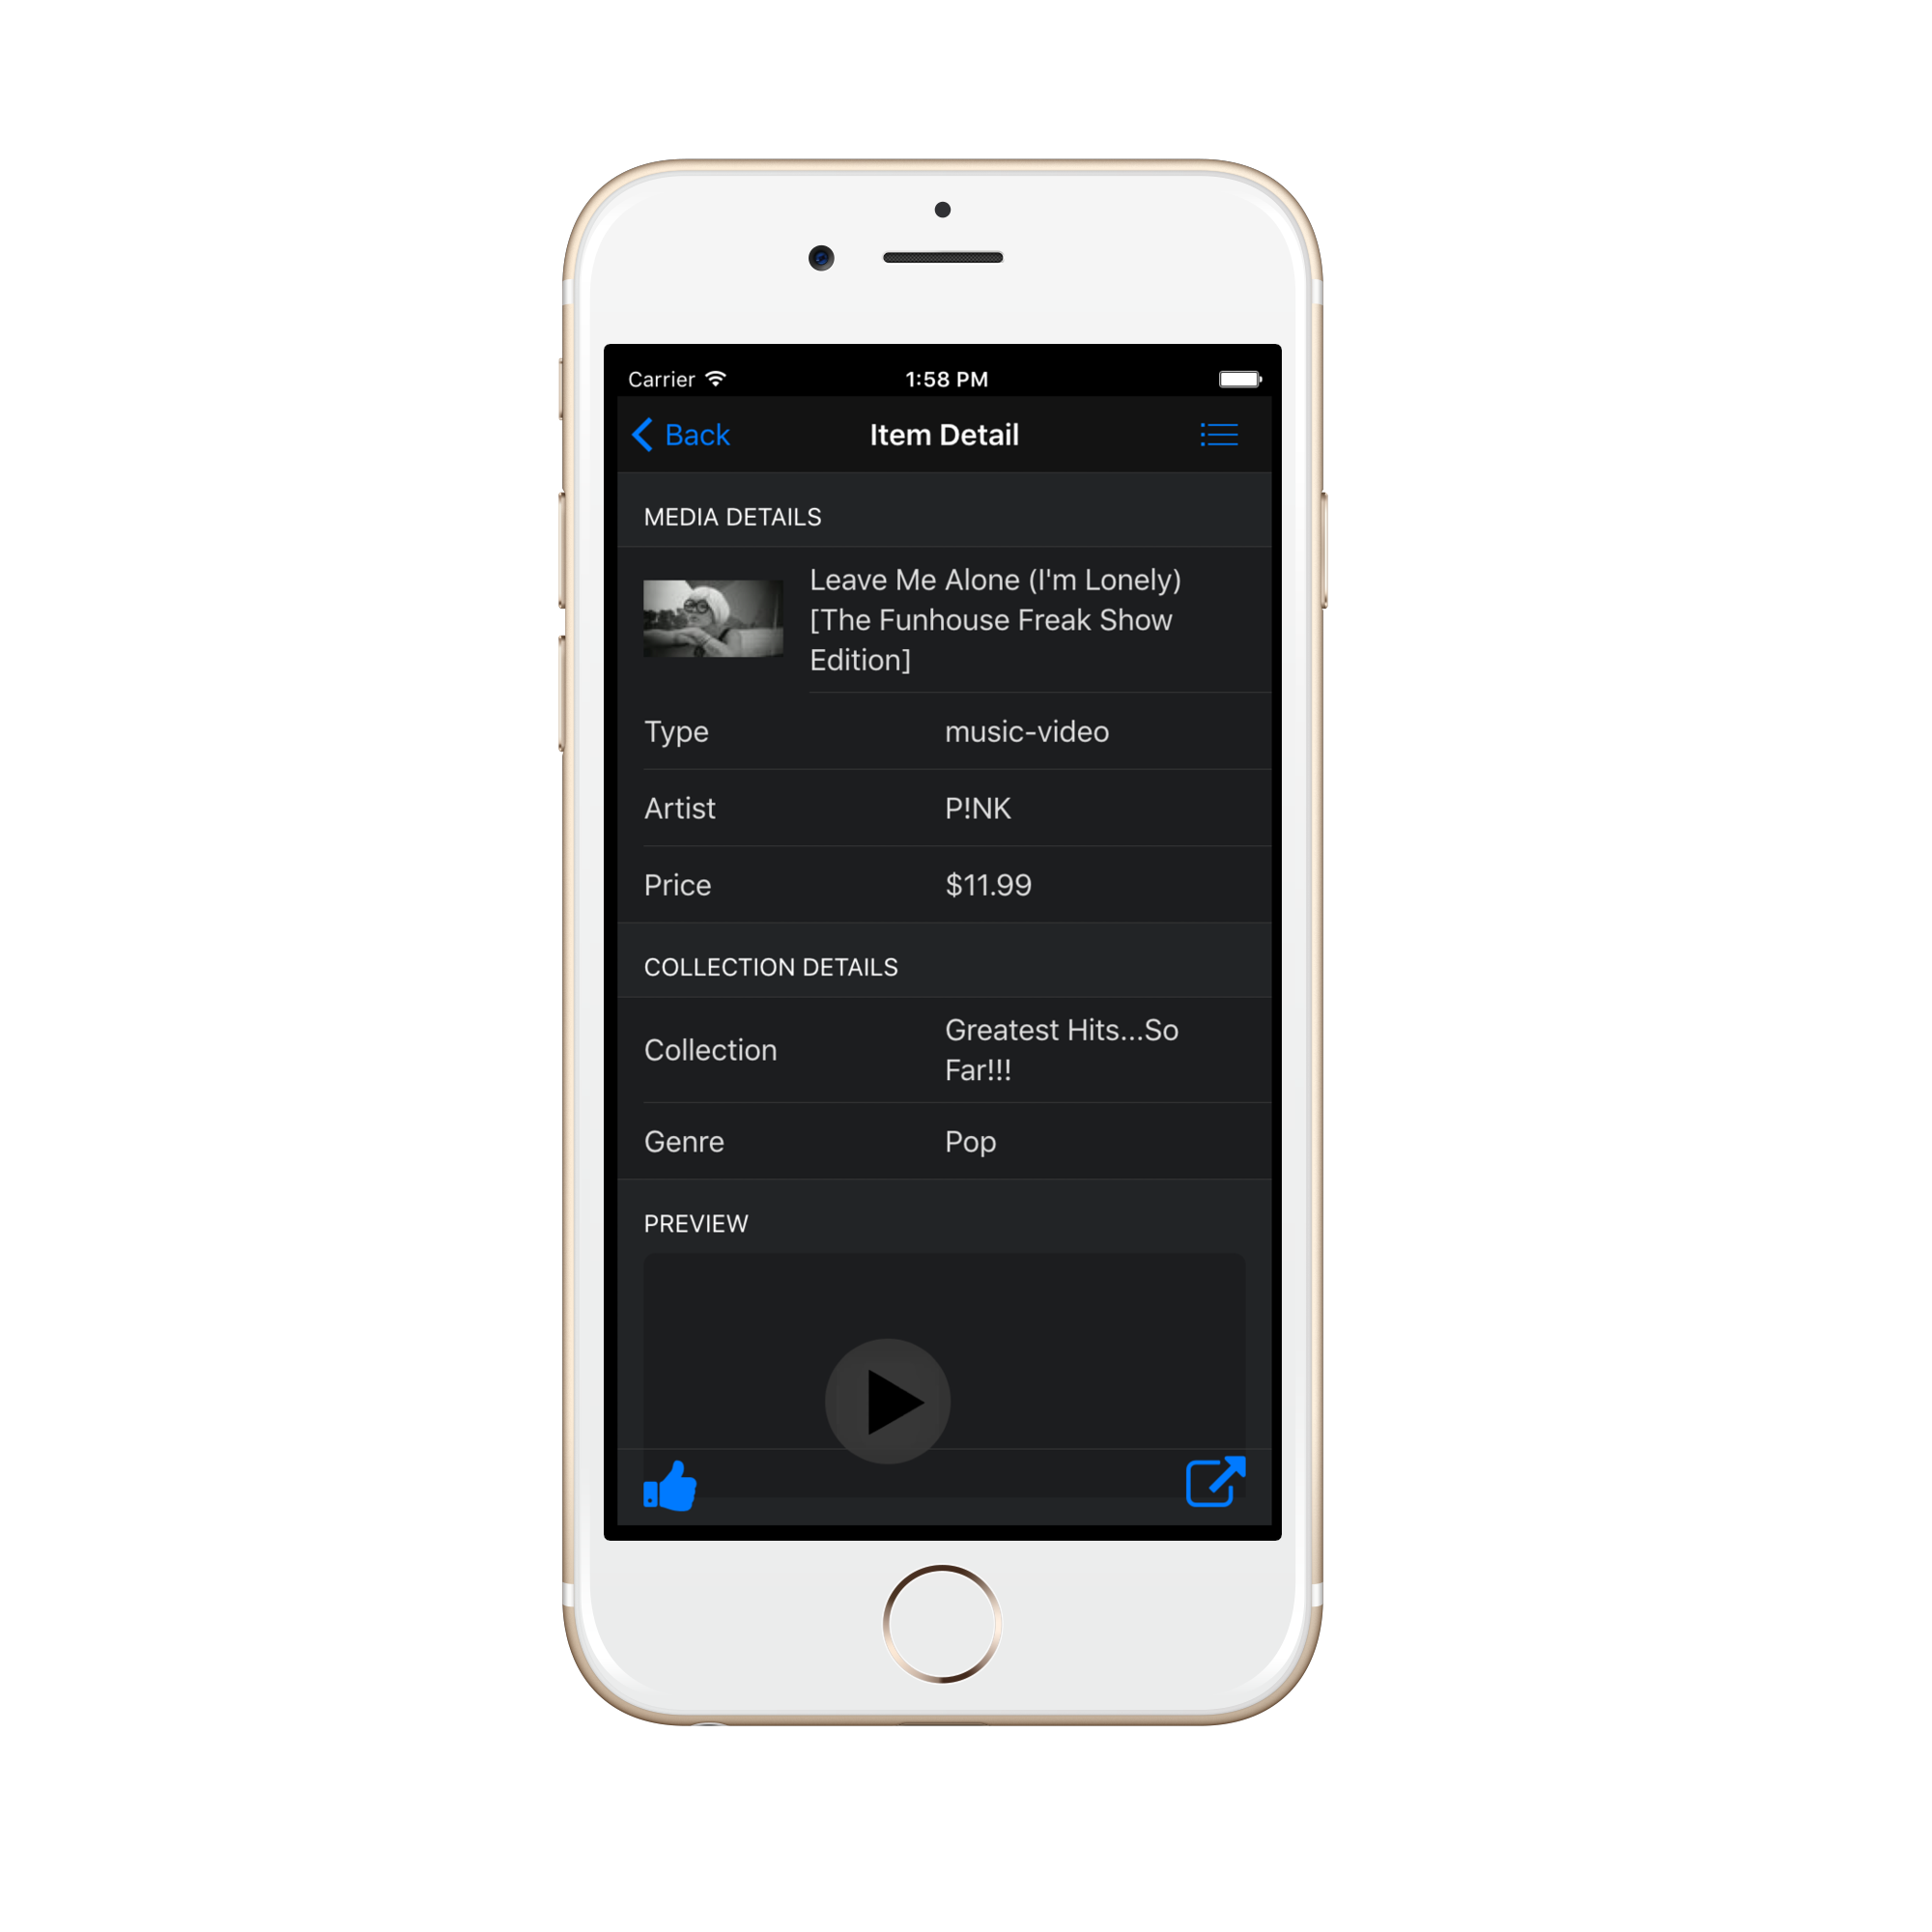 Carrier 1:58 PM
Back Item Detail
MEDIA DETAILS
Leave Me Alone (I'm Lonely)
[The Funhouse Freak Show
Edition]
Type music-video
Artist P!NK
Price $11.99
COLLECTION DETAILS
Collection Greatest Hits...So
Far!!!
Genre Pop
PREVIEW